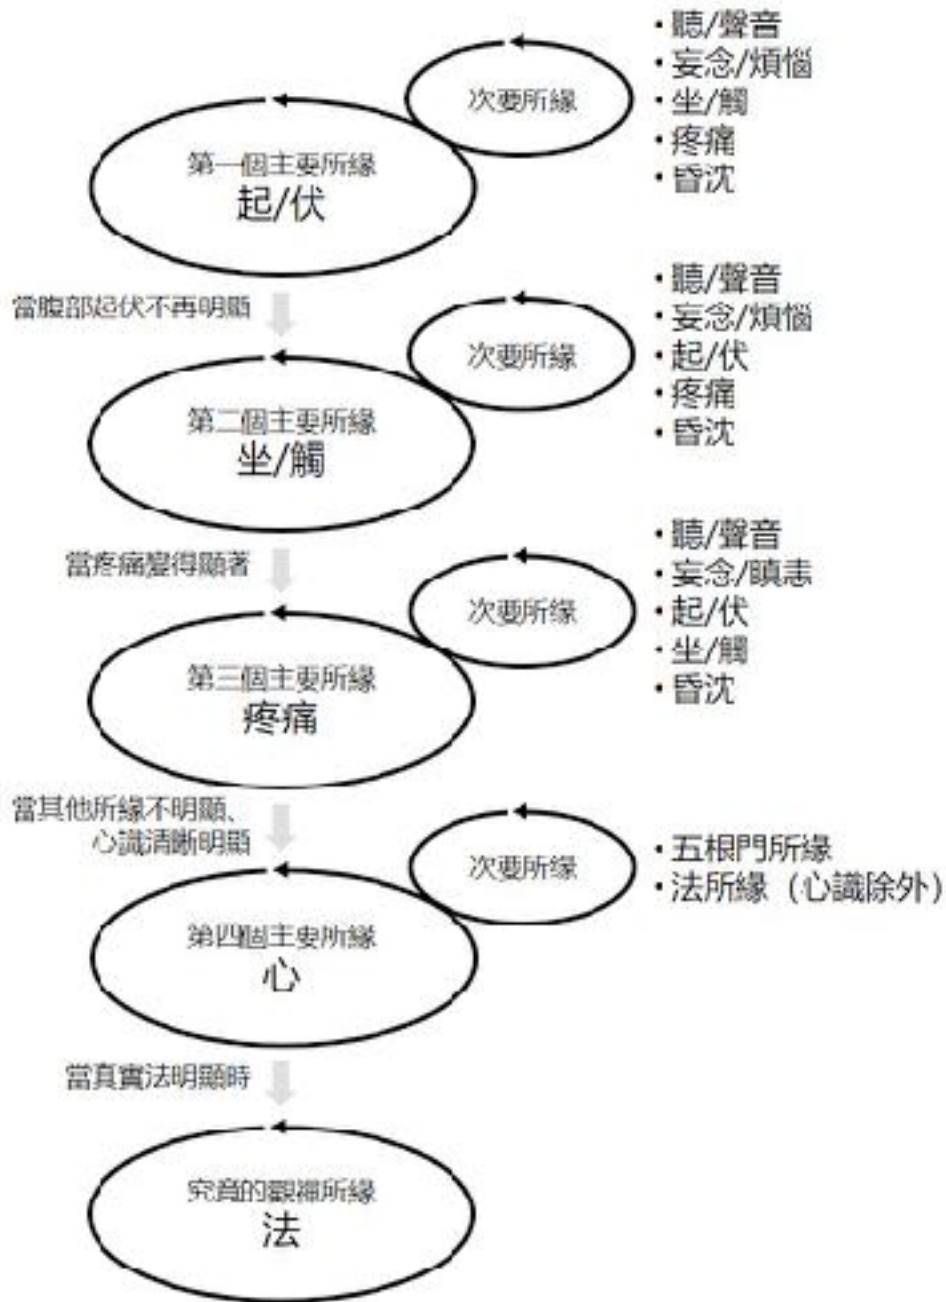 次要所緣
• 聽/聲音
• 妄念/煩惱
• 坐/觸
• 疼痛
• 昏沈
第一個主要所緣
起/伏
當腹部起伏不再明顯
次要所緣
• 聽/聲音
• 妄念/煩惱
• 起/伏
• 疼痛
• 昏沈
第二個主要所緣
坐/觸
當疼痛變得顯著
次要所缘
• 聽/聲音
• 妄念/瞋恚
• 起/伏
• 坐/觸
• 昏沈
第三個主要所緣
疼痛
當其他所緣不明顯、
心識清晰明顯
次要所缘
• 五根門所緣
• 法所緣（心識除外）
第四個主要所緣
心
當真實法明顯時
究竟的觀禪所緣
法